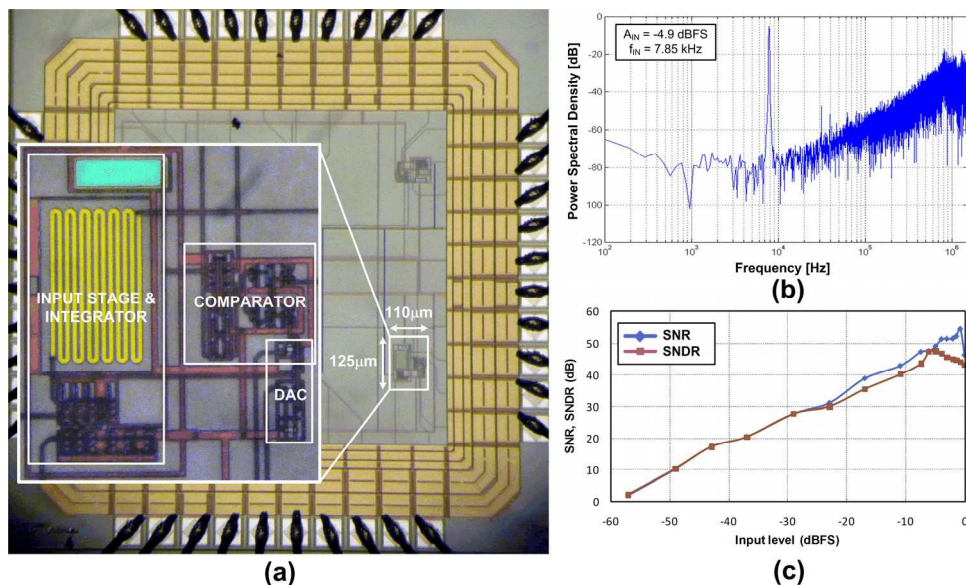 INPUT STAGE &
INTEGRATOR
COMPARATOR
DAC
110μm
125μm
(a)
A_IN = -4.9 dBFS
f_IN = 7.85 kHz
Power Spectral Density [dB]
0
-20
-40
-60
-80
-100
-120
10^2
10^3
10^4
10^5
10^6
Frequency [Hz]
(b)
SNR
SNDR
SNR, SNDR (dB)
60
50
40
30
20
10
0
-60
-50
-40
-30
-20
-10
0
Input level (dBFS)
(c)